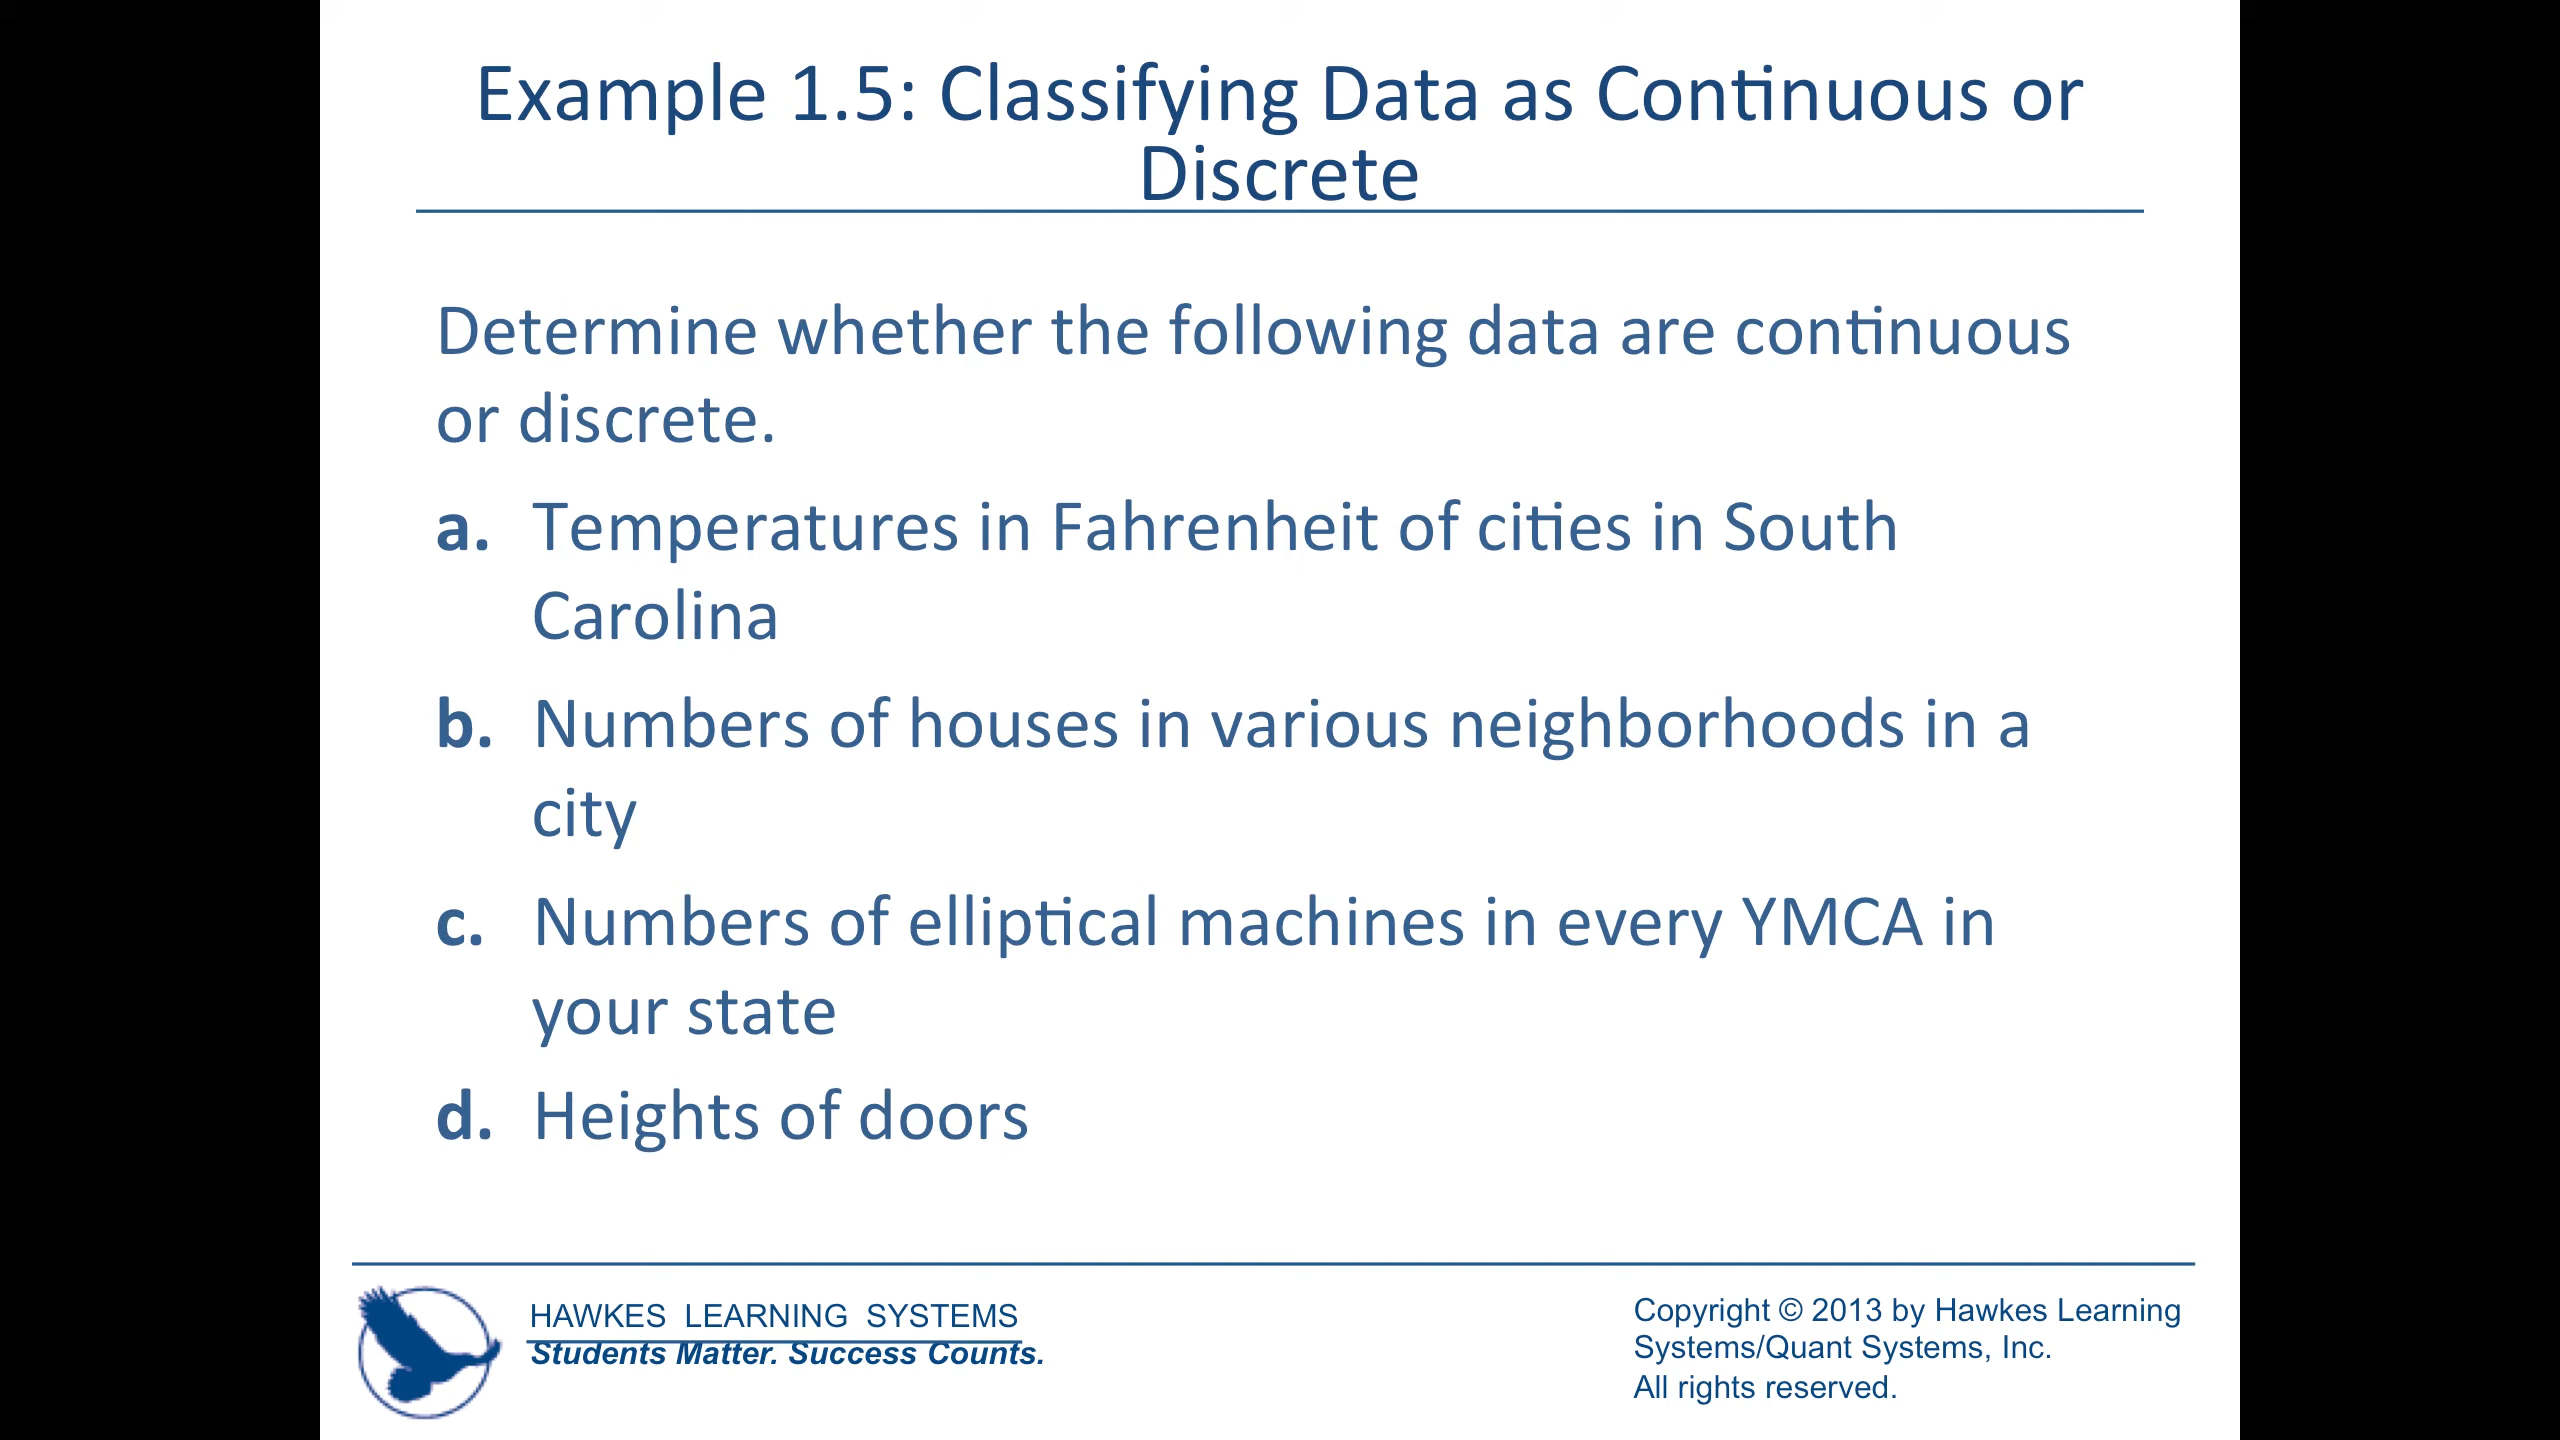 Example 1.5: Classifying Data as Continuous or
Discrete
Determine whether the following data are continuous
or discrete.
a. Temperatures in Fahrenheit of cities in South
Carolina
b. Numbers of houses in various neighborhoods in a
city
c. Numbers of elliptical machines in every YMCA in
your state
d. Heights of doors
HAWKES LEARNING SYSTEMS
Students Matter. Success Counts.
Copyright © 2013 by Hawkes Learning
Systems/Quant Systems, Inc.
All rights reserved.